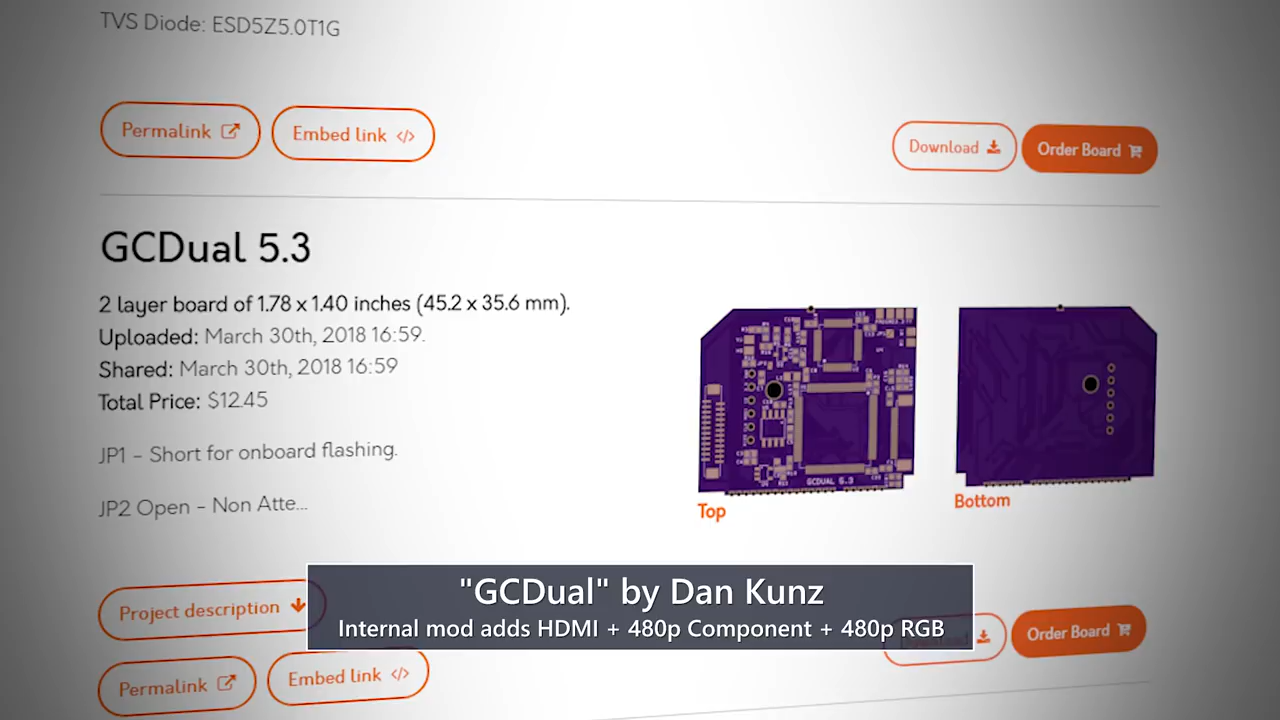 TVS Diode: ESD5Z5.0T1G
Permalink
Embed link </>
Download
Order Board
GCDual 5.3
2 layer board of 1.78 x 1.40 inches (45.2 x 35.6 mm).
Uploaded: March 30th, 2018 16:59.
Shared: March 30th, 2018 16:59
Total Price: $12.45
JP1 - Short for onboard flashing.
JP2 Open - Non Atte...
GCDUAL 5.3
Top
Bottom
Project description
Order Board
"GCDual" by Dan Kunz
Internal mod adds HDMI + 480p Component + 480p RGB
Permalink
Embed link </>